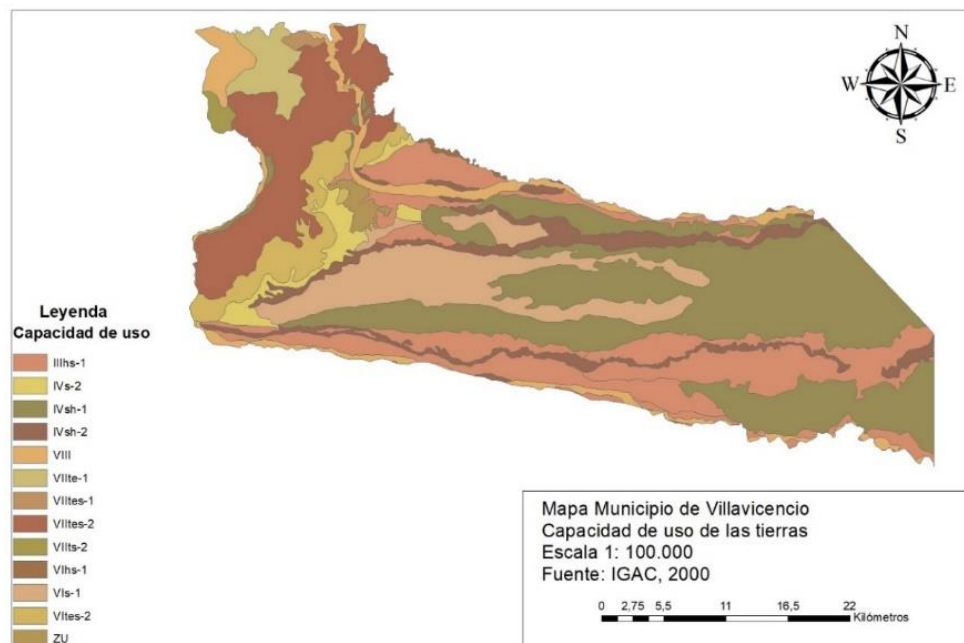 N
W
E
S
Leyenda
Capacidad de uso
IIIhs-1
IVs-2
IVsh-1
IVsh-2
VIII
VIIte-1
VIItes-1
VIItes-2
VIIts-2
VIhs-1
VIs-1
VItes-2
ZU
Mapa Municipio de Villavicencio
Capacidad de uso de las tierras
Escala 1: 100.000
Fuente: IGAC, 2000
0 2,75 5,5 11 16,5 22
Kilómetros